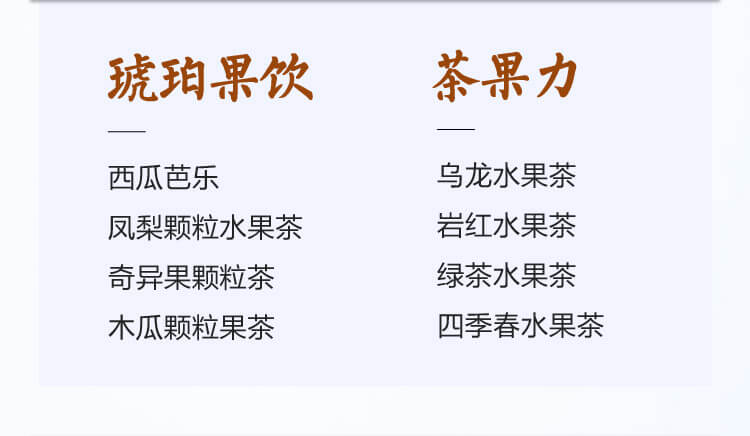 琥珀果饮
西瓜芭乐
凤梨颗粒水果茶
奇异果颗粒茶
木瓜颗粒果茶
茶果力
乌龙水果茶
岩红水果茶
绿茶水果茶
四季春水果茶